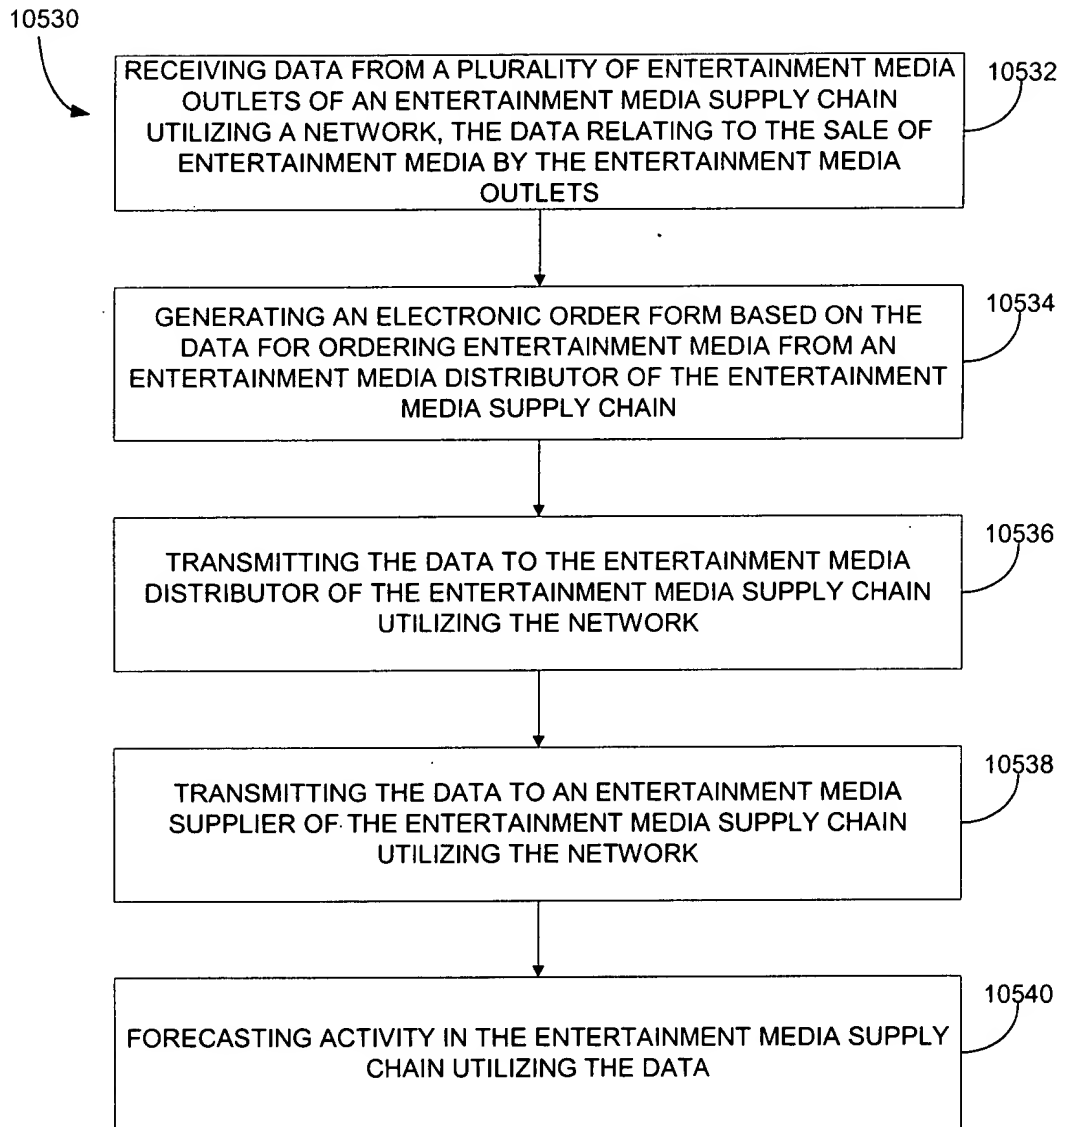 10530
RECEIVING DATA FROM A PLURALITY OF ENTERTAINMENT MEDIA
OUTLETS OF AN ENTERTAINMENT MEDIA SUPPLY CHAIN
UTILIZING A NETWORK, THE DATA RELATING TO THE SALE OF
ENTERTAINMENT MEDIA BY THE ENTERTAINMENT MEDIA
OUTLETS
10532
GENERATING AN ELECTRONIC ORDER FORM BASED ON THE
DATA FOR ORDERING ENTERTAINMENT MEDIA FROM AN
ENTERTAINMENT MEDIA DISTRIBUTOR OF THE ENTERTAINMENT
MEDIA SUPPLY CHAIN
10534
TRANSMITTING THE DATA TO THE ENTERTAINMENT MEDIA
DISTRIBUTOR OF THE ENTERTAINMENT MEDIA SUPPLY CHAIN
UTILIZING THE NETWORK
10536
TRANSMITTING THE DATA TO AN ENTERTAINMENT MEDIA
SUPPLIER OF THE ENTERTAINMENT MEDIA SUPPLY CHAIN
UTILIZING THE NETWORK
10538
FORECASTING ACTIVITY IN THE ENTERTAINMENT MEDIA SUPPLY
CHAIN UTILIZING THE DATA
10540